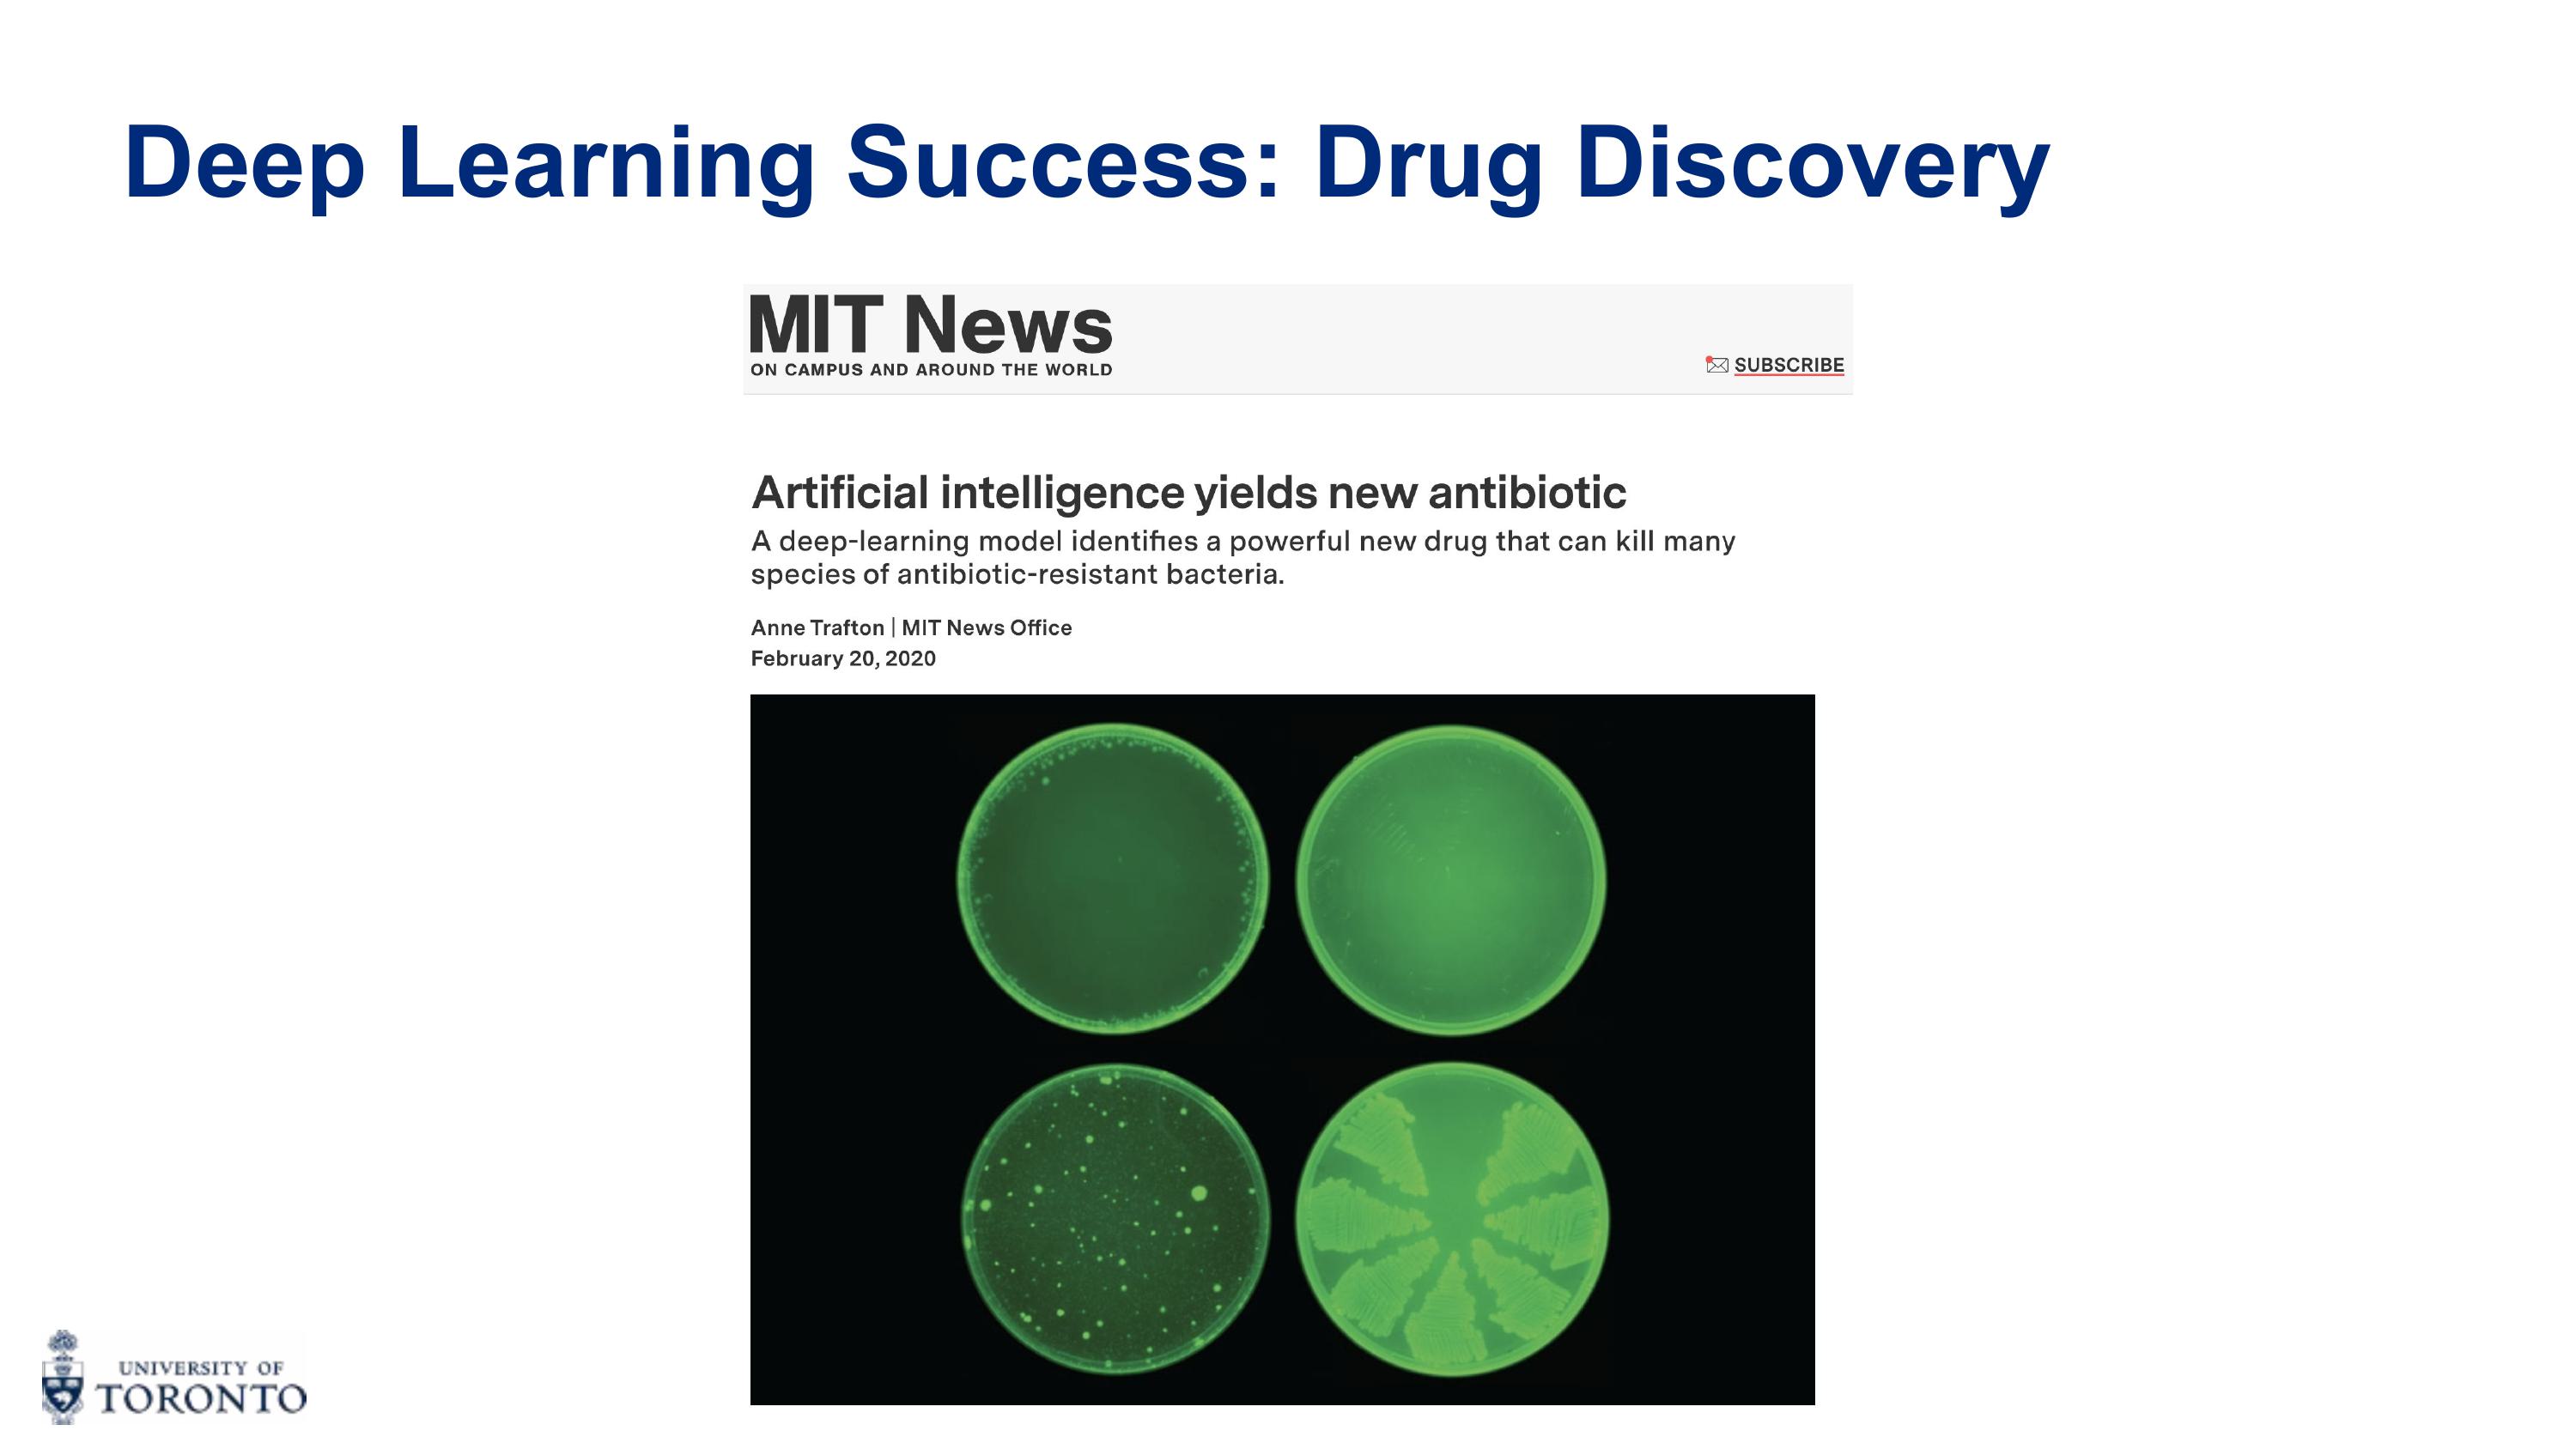 Deep Learning Success: Drug Discovery
MIT News
ON CAMPUS AND AROUND THE WORLD
SUBSCRIBE
Artificial intelligence yields new antibiotic
A deep-learning model identifies a powerful new drug that can kill many
species of antibiotic-resistant bacteria.
Anne Trafton | MIT News Office
February 20, 2020
UNIVERSITY OF
TORONTO